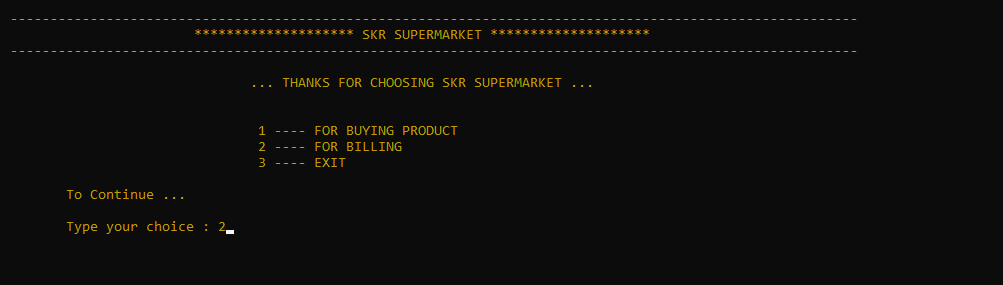 ----------------------------------------------------------------------------------------------------------
******************** SKR SUPERMARKET ********************
----------------------------------------------------------------------------------------------------------
... THANKS FOR CHOOSING SKR SUPERMARKET ...
1 ---- FOR BUYING PRODUCT
2 ---- FOR BILLING
3 ---- EXIT
To Continue ...
Type your choice : 2